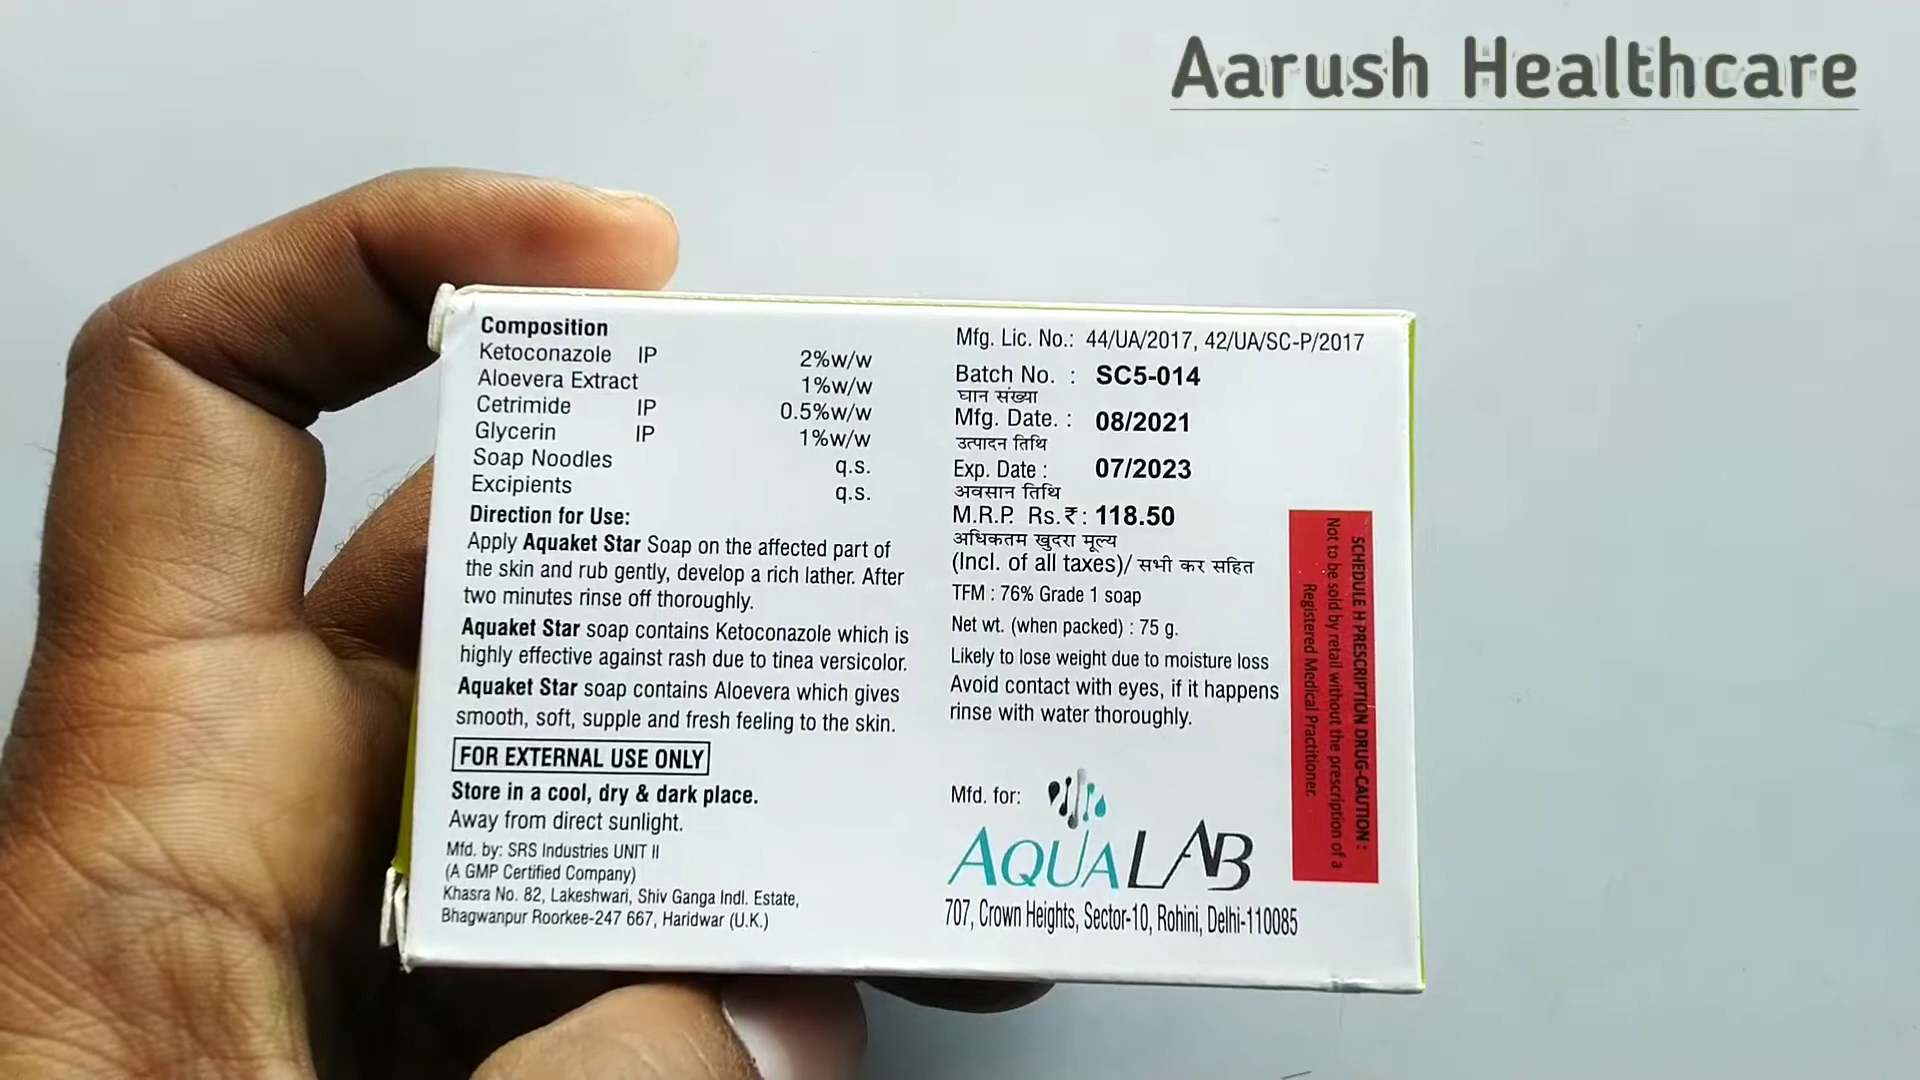 Aarush Healthcare
Composition
Ketoconazole IP 2%w/w
Aloevera Extract 1%w/w
Cetrimide IP 0.5%w/w
Glycerin IP 1%w/w
Soap Noodles q.s.
Excipients q.s.
Direction for Use:
Apply Aquaket Star Soap on the affected part of
the skin and rub gently, develop a rich lather. After
two minutes rinse off thoroughly.
Aquaket Star soap contains Ketoconazole which is
highly effective against rash due to tinea versicolor.
Aquaket Star soap contains Aloevera which gives
smooth, soft, supple and fresh feeling to the skin.
FOR EXTERNAL USE ONLY
Store in a cool, dry & dark place.
Away from direct sunlight.
Mfd. by: SRS Industries UNIT II
(A GMP Certified Company)
Khasra No. 82, Lakeshwari, Shiv Ganga Indl. Estate,
Bhagwanpur Roorkee-247 667, Haridwar (U.K.)
Mfg. Lic. No.: 44/UA/2017, 42/UA/SC-P/2017
Batch No. : SC5-014
घान संख्या
Mfg. Date. : 08/2021
उत्पादन तिथि
Exp. Date : 07/2023
अवसान तिथि
M.R.P. Rs.₹ : 118.50
अधिकतम खुदरा मूल्य
(Incl. of all taxes)/ सभी कर सहित
TFM : 76% Grade 1 soap
Net wt. (when packed) : 75 g.
Likely to lose weight due to moisture loss
Avoid contact with eyes, if it happens
rinse with water thoroughly.
Mfd. for:
AQUALAB
707, Crown Heights, Sector-10, Rohini, Delhi-110085
SCHEDULE H PRESCRIPTION DRUG-CAUTION :
Not to be sold by retail without the prescription of a
Registered Medical Practitioner.